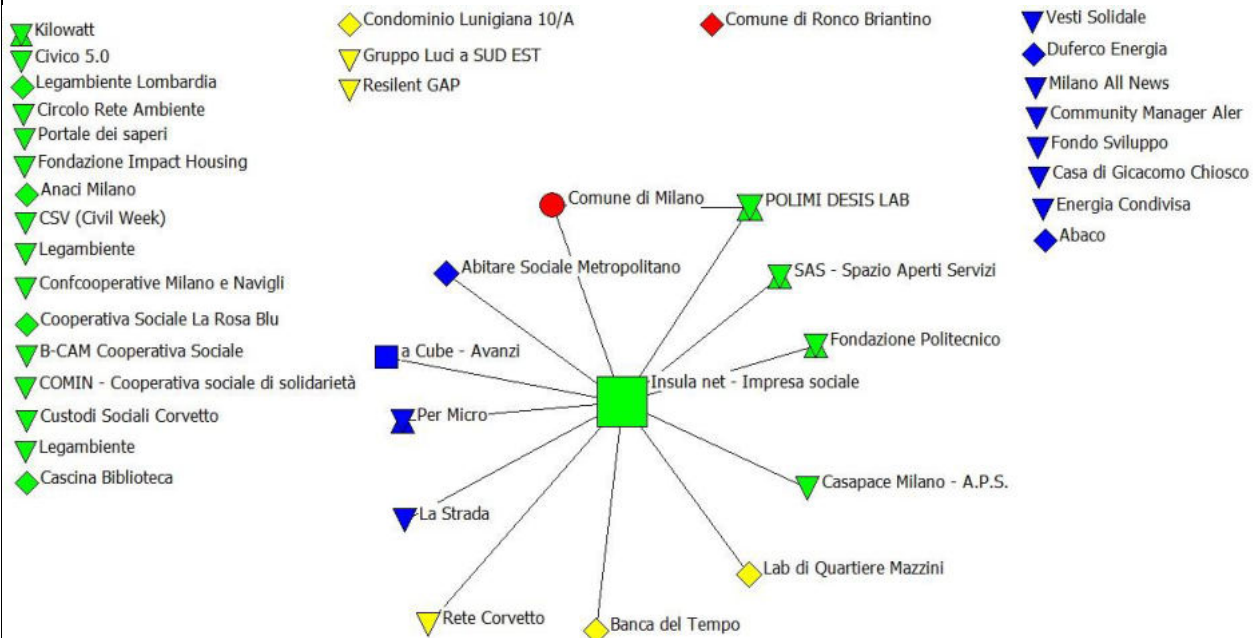 Kilowatt
Civico 5.0
Legambiente Lombardia
Circolo Rete Ambiente
Portale dei saperi
Fondazione Impact Housing
Anaci Milano
CSV (Civil Week)
Legambiente
Confcooperative Milano e Navigli
Cooperativa Sociale La Rosa Blu
B-CAM Cooperativa Sociale
COMIN - Cooperativa sociale di solidarietà
Custodi Sociali Corvetto
Legambiente
Cascina Biblioteca
Condominio Lunigiana 10/A
Gruppo Luci a SUD EST
Resilent GAP
Comune di Ronco Briantino
Vesti Solidale
Duferco Energia
Milano All News
Community Manager Aler
Fondo Sviluppo
Casa di Gicacomo Chiosco
Energia Condivisa
Abaco
Comune di Milano
POLIMI DESIS LAB
Abitare Sociale Metropolitano
SAS - Spazio Aperti Servizi
Fondazione Politecnico
a Cube - Avanzi
Insula net - Impresa sociale
Per Micro
Casapace Milano - A.P.S.
La Strada
Lab di Quartiere Mazzini
Rete Corvetto
Banca del Tempo